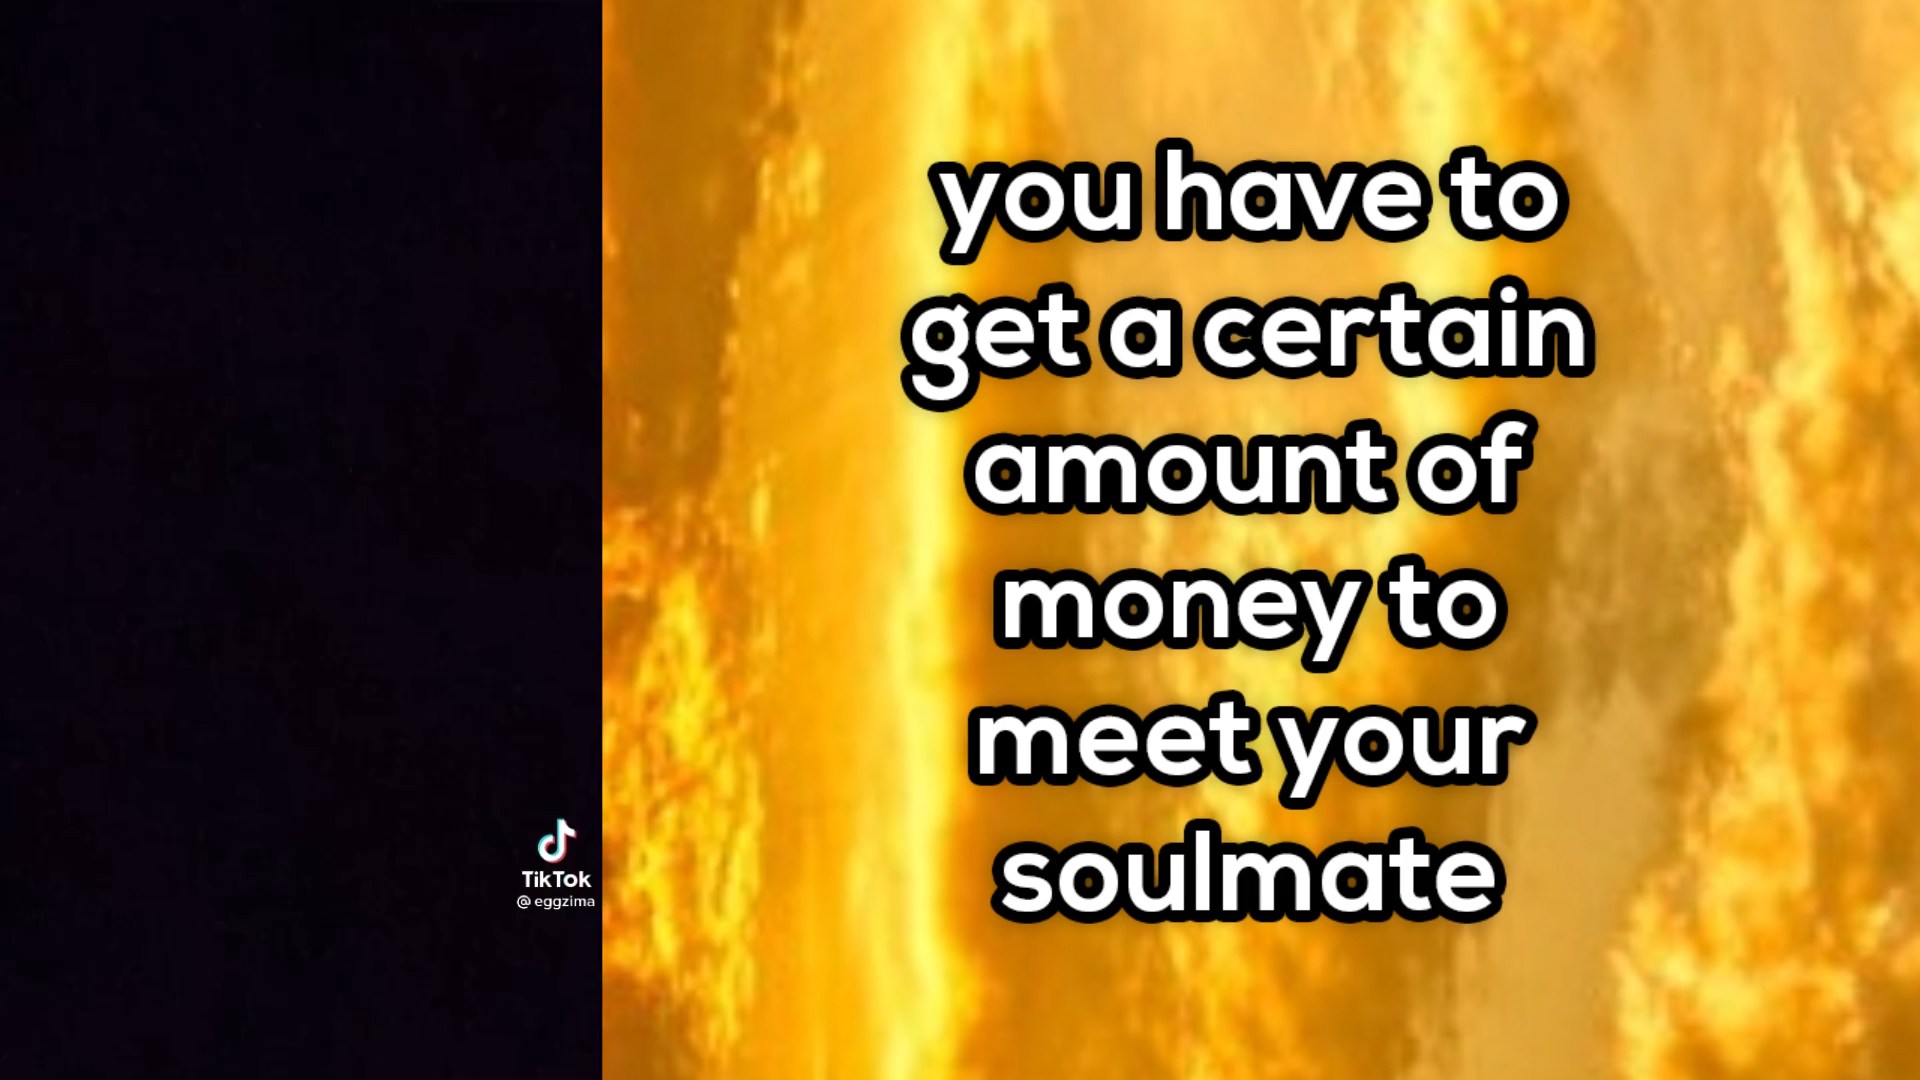 you have to
get a certain
amount of
money to
meet your
soulmate
TikTok
@eggzima